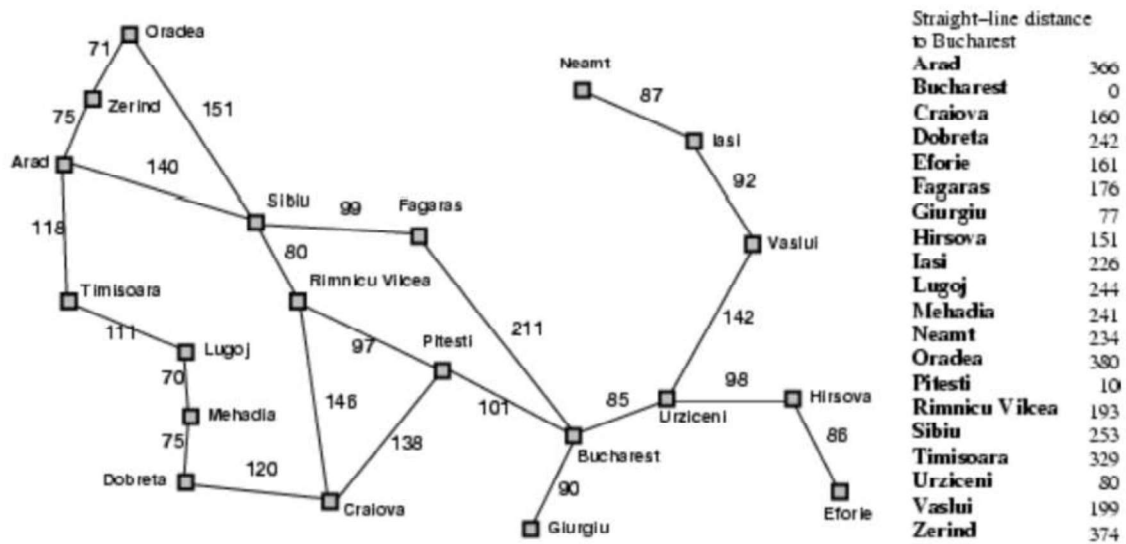 Oradea
71
Neamt
87
Zerind
151
75
Iasi
Arad
140
92
Sibiu
99
Fagaras
118
Vaslui
80
Rimnicu Vilcea
Timisoara
142
211
111
Lugoj
97
Pitesti
70
98
Hirsova
146
101
85
Mehadia
Urziceni
138
86
75
Bucharest
Dobreta
120
90
Craiova
Eforie
Giurgiu
Straight–line distance
to Bucharest
Arad 366
Bucharest 0
Craiova 160
Dobreta 242
Eforie 161
Fagaras 176
Giurgiu 77
Hirsova 151
Iasi 226
Lugoj 244
Mehadia 241
Neamt 234
Oradea 380
Pitesti 10
Rimnicu Vilcea 193
Sibiu 253
Timisoara 329
Urziceni 80
Vaslui 199
Zerind 374